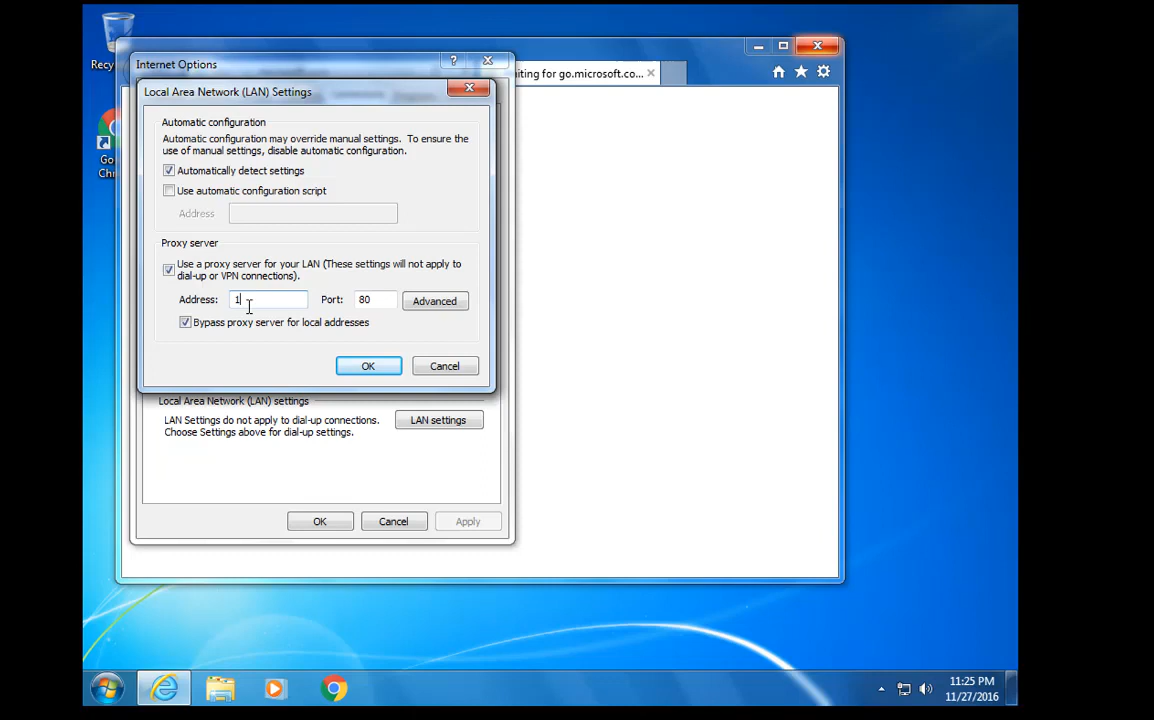 Recy
Internet Options
?
iting for go.microsoft.co...
Local Area Network (LAN) Settings
Automatic configuration
Automatic configuration may override manual settings. To ensure the
use of manual settings, disable automatic configuration.
Automatically detect settings
Use automatic configuration script
Address
Go
Chr
Proxy server
Use a proxy server for your LAN (These settings will not apply to
dial-up or VPN connections).
Address: 1 Port: 80 Advanced
Bypass proxy server for local addresses
OK Cancel
Local Area Network (LAN) settings
LAN Settings do not apply to dial-up connections.
Choose Settings above for dial-up settings.
LAN settings
OK Cancel Apply
11:25 PM
11/27/2016